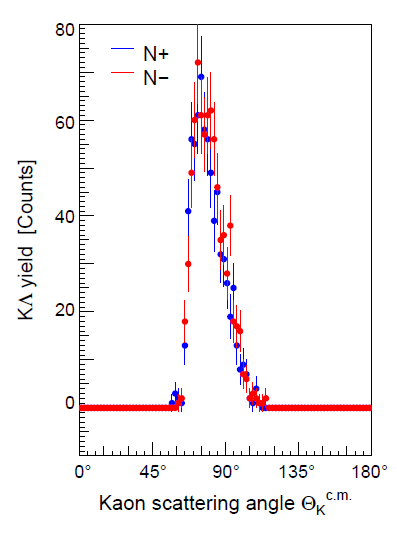 80
N+
N−
60
40
20
0
KΛ yield [Counts]
0° 45° 90° 135° 180°
Kaon scattering angle Θ_K^c.m.